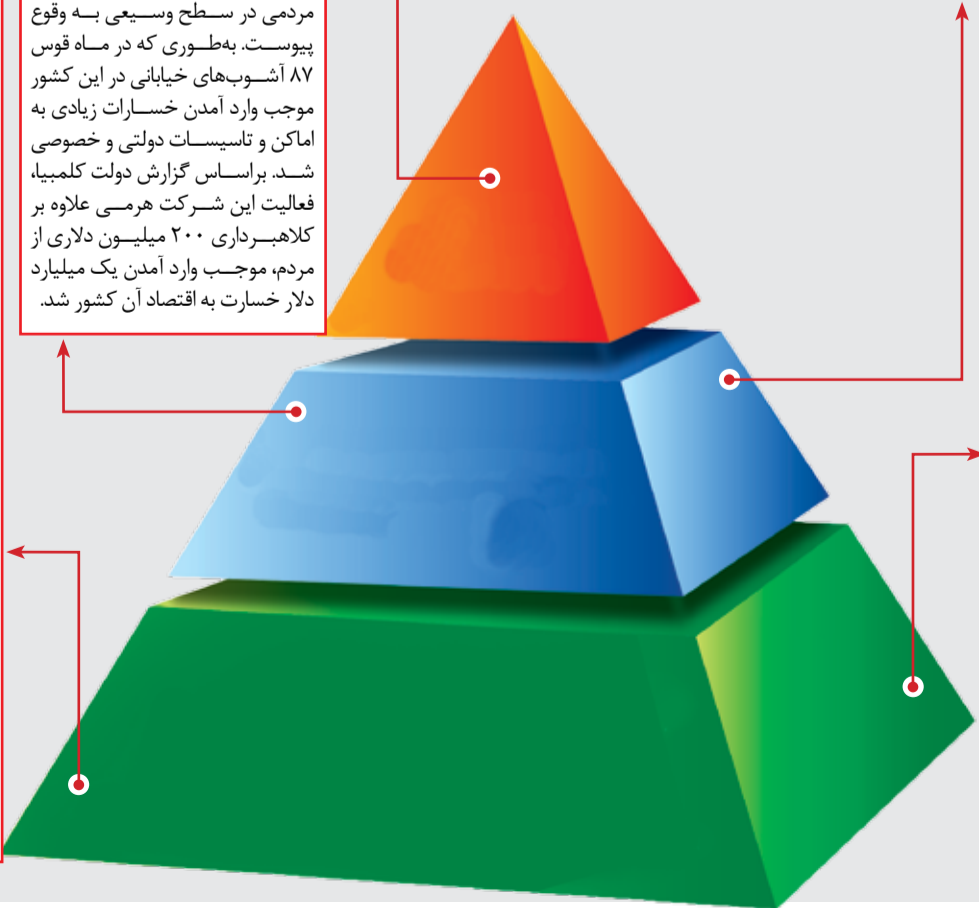 مردمی در سطح وسیعی به وقوع
پیوست. به‌طوری که در ماه قوس
۸۷ آشوب‌های خیابانی در این کشور
موجب وارد آمدن خسارات زیادی به
اماکن و تاسیسات دولتی و خصوصی
شد. براساس گزارش دولت کلمبیا،
فعالیت این شرکت هرمی علاوه بر
کلاهبرداری ۲۰۰ میلیون دلاری از
مردم، موجب وارد آمدن یک میلیارد
دلار خسارت به اقتصاد آن کشور شد.